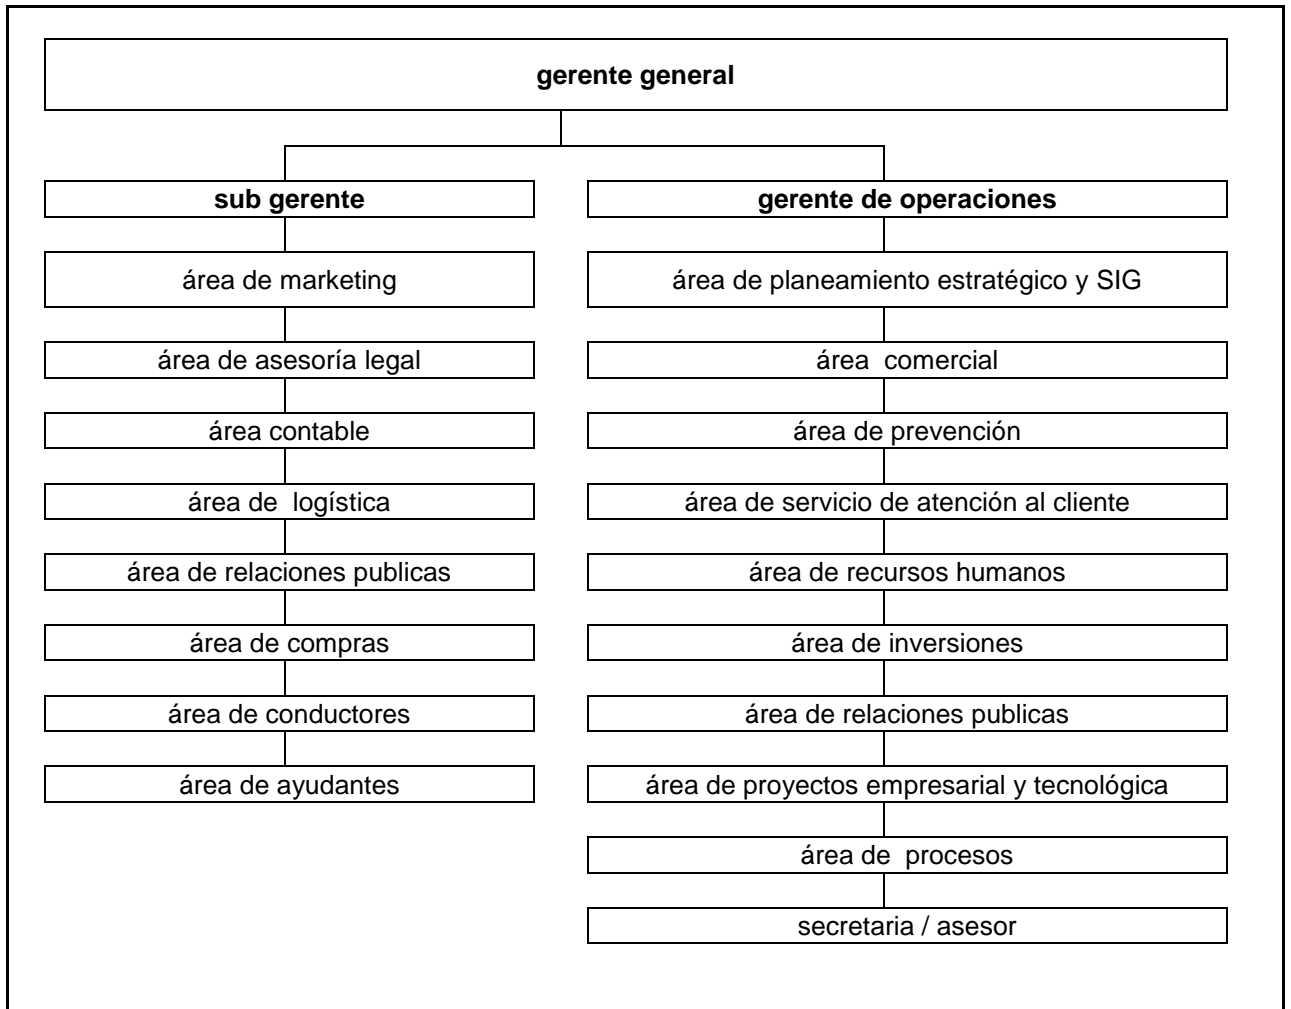 gerente general
sub gerente
gerente de operaciones
área de marketing
área de planeamiento estratégico y SIG
área de asesoría legal
área  comercial
área contable
área de prevención
área de  logística
área de servicio de atención al cliente
área de relaciones publicas
área de recursos humanos
área de compras
área de inversiones
área de conductores
área de relaciones publicas
área de ayudantes
área de proyectos empresarial y tecnológica
área de  procesos
secretaria / asesor